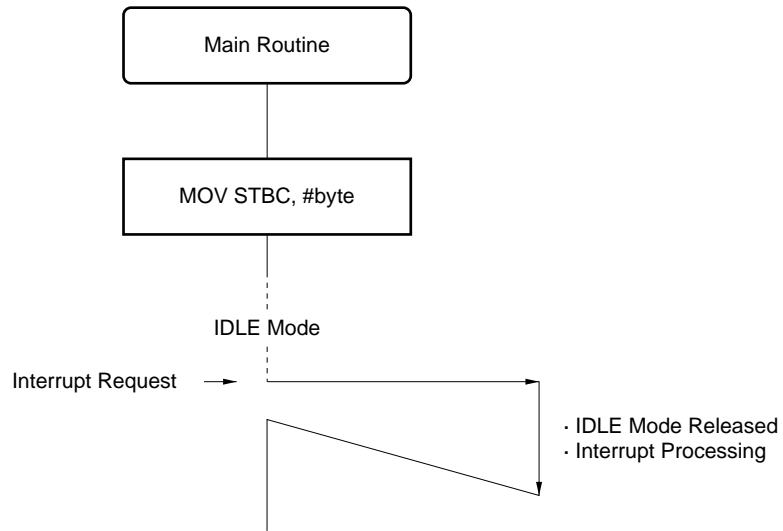 Main Routine
MOV STBC, #byte
IDLE Mode
Interrupt Request
· IDLE Mode Released
· Interrupt Processing